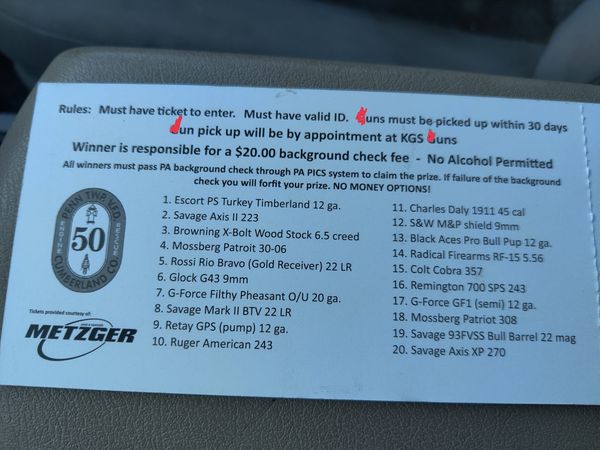 Rules: Must have ticket to enter. Must have valid ID. uns must be picked up within 30 days
un pick up will be by appointment at KGS uns
Winner is responsible for a $20.00 background check fee - No Alcohol Permitted
All winners must pass PA background check through PA PICS system to claim the prize. If failure of the background
check you will forfit your prize. NO MONEY OPTIONS!
PENN TWP. V.F.D.
ENGINE
50
RESCUE
CUMBERLAND CO.
Tickets provided courtesy of:
METZGER
1. Escort PS Turkey Timberland 12 ga.
2. Savage Axis II 223
3. Browning X-Bolt Wood Stock 6.5 creed
4. Mossberg Patroit 30-06
5. Rossi Rio Bravo (Gold Receiver) 22 LR
6. Glock G43 9mm
7. G-Force Filthy Pheasant O/U 20 ga.
8. Savage Mark II BTV 22 LR
9. Retay GPS (pump) 12 ga.
10. Ruger American 243
11. Charles Daly 1911 45 cal
12. S&W M&P shield 9mm
13. Black Aces Pro Bull Pup 12 ga.
14. Radical Firearms RF-15 5.56
15. Colt Cobra 357
16. Remington 700 SPS 243
17. G-Force GF1 (semi) 12 ga.
18. Mossberg Patriot 308
19. Savage 93FVSS Bull Barrel 22 mag
20. Savage Axis XP 270